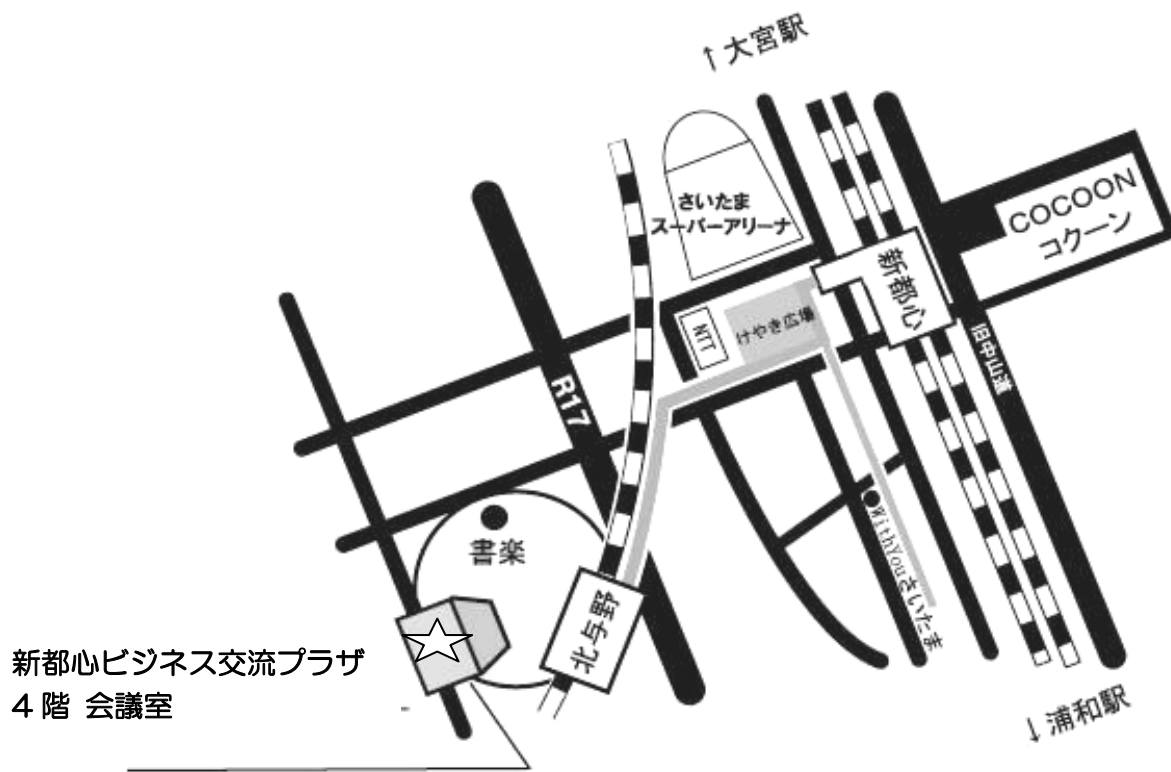 ↑大宮駅
さいたま
スーパーアリーナ
COCOON
コクーン
新都心
NTT
けやき広場
旧中山道
R17
書楽
WithYouさいたま
北与野
新都心ビジネス交流プラザ
4階 会議室
↓浦和駅